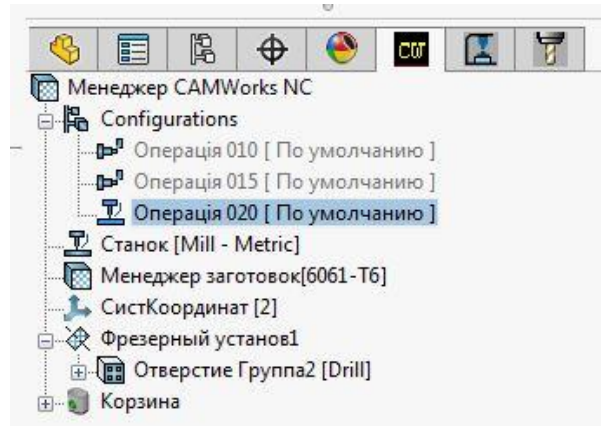 CW
Менеджер CAMWorks NC
Configurations
Операція 010 [ По умолчанию ]
Операція 015 [ По умолчанию ]
Операція 020 [ По умолчанию ]
Станок [Mill - Metric]
Менеджер заготовок[6061-T6]
СистКоординат [2]
Фрезерный установ1
Отверстие Группа2 [Drill]
Корзина